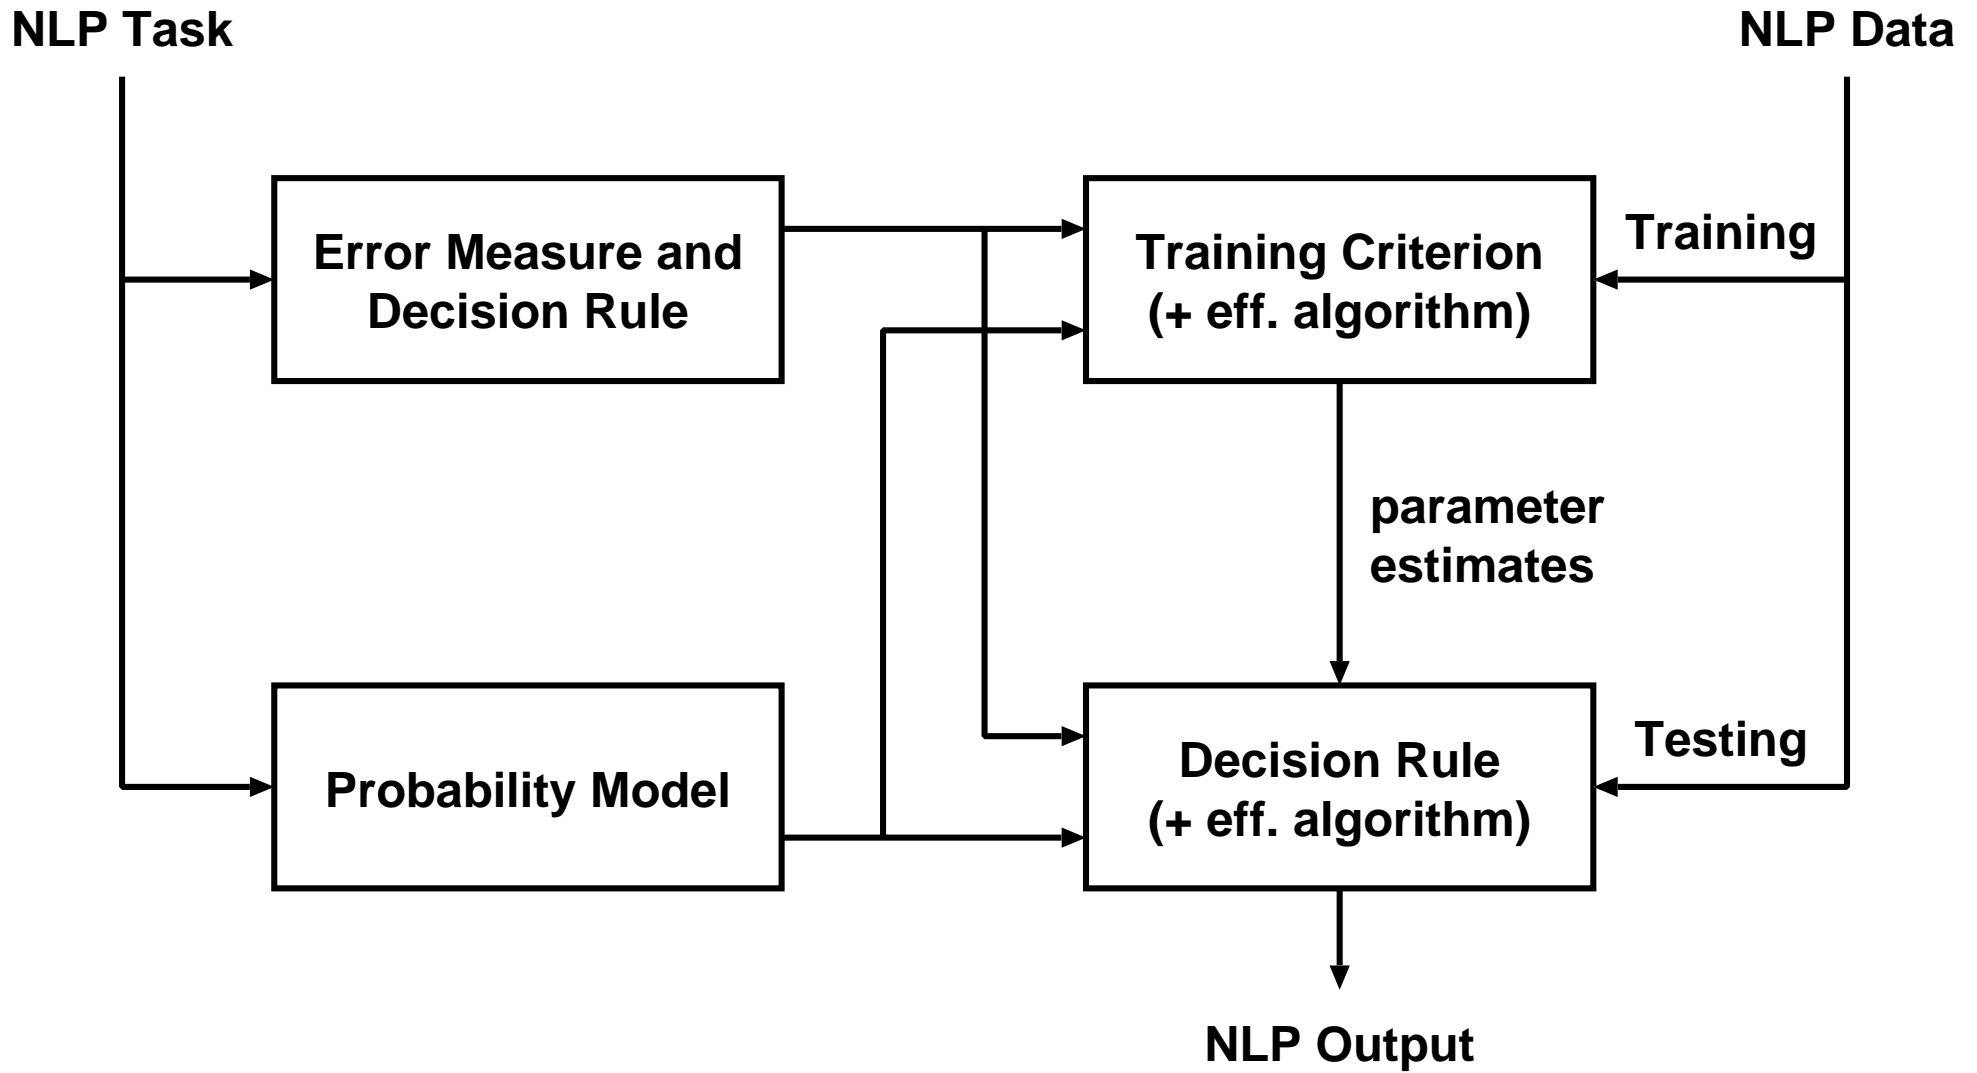 NLP Task
NLP Data
Error Measure and
Decision Rule
Training Criterion
(+ eff. algorithm)
Training
parameter
estimates
Probability Model
Decision Rule
(+ eff. algorithm)
Testing
NLP Output